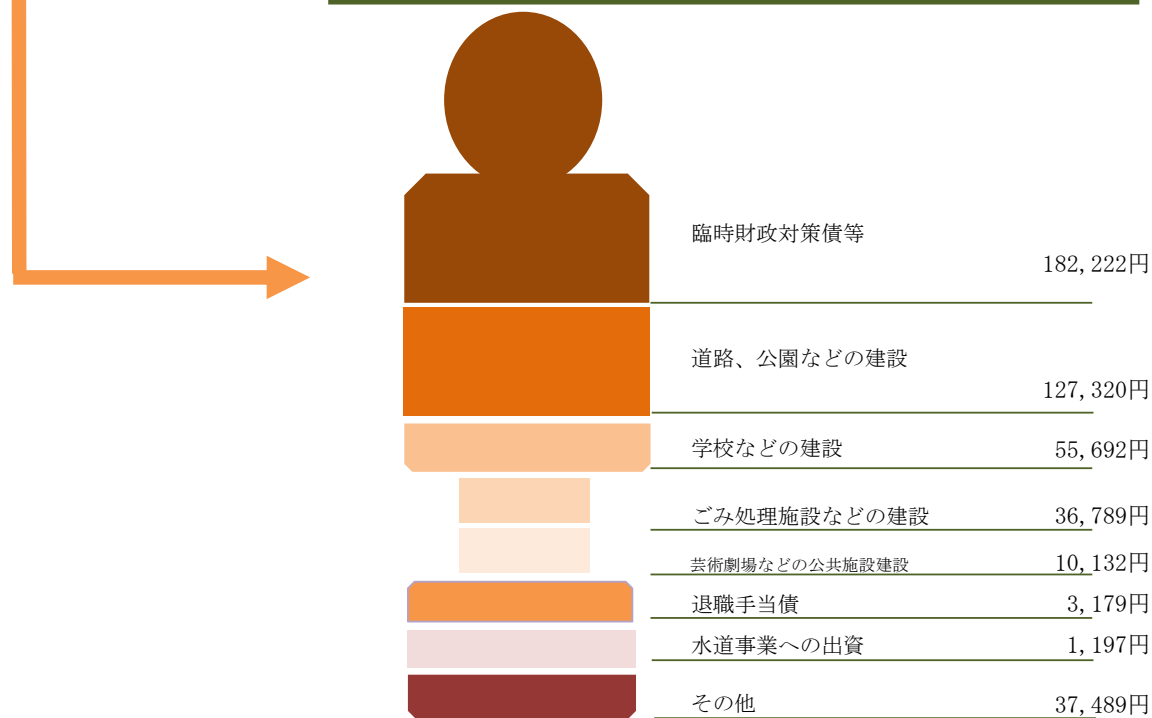 臨時財政対策債等
182,222円
道路、公園などの建設
127,320円
学校などの建設 55,692円
ごみ処理施設などの建設 36,789円
芸術劇場などの公共施設建設 10,132円
退職手当債 3,179円
水道事業への出資 1,197円
その他 37,489円